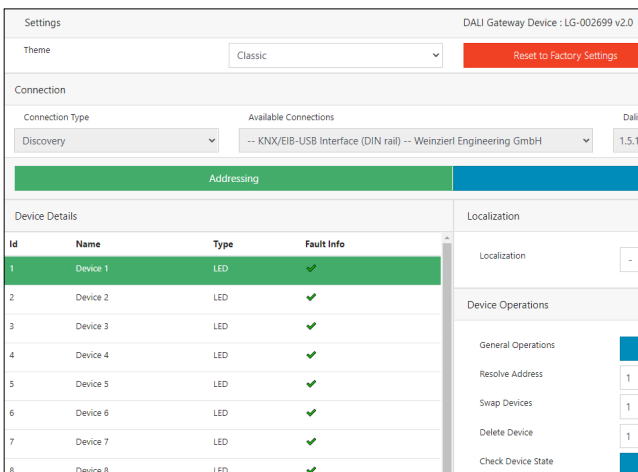 Settings
DALI Gateway Device : LG-002699 v2.0
Theme
Classic
Reset to Factory Settings
Connection
Connection Type
Available Connections
Dali
Discovery
-- KNX/EIB-USB Interface (DIN rail) -- Weinzierl Engineering GmbH
1.5.1
Addressing
Device Details
Localization
Id Name Type Fault Info
Localization
-
1 Device 1 LED
2 Device 2 LED
Device Operations
3 Device 3 LED
General Operations
4 Device 4 LED
Resolve Address
1
5 Device 5 LED
Swap Devices
1
6 Device 6 LED
Delete Device
1
7 Device 7 LED
Check Device State
8 Device 8 LED